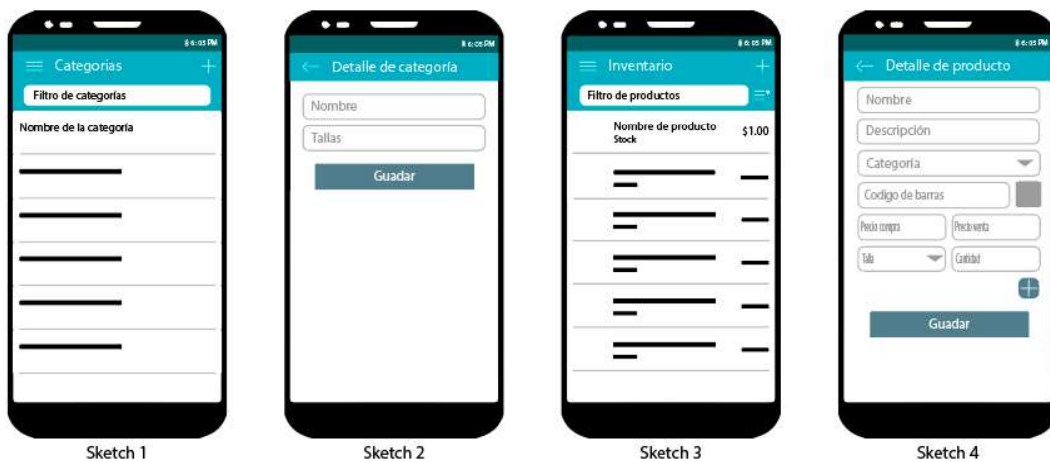 6:05 PM
Categorias
Filtro de categorías
Nombre de la categoría
Sketch 1
6:05 PM
Detalle de categoría
Nombre
Tallas
Guadar
Sketch 2
6:05 PM
Inventario
Filtro de productos
Nombre de producto
$1.00
Stock
Sketch 3
6:05 PM
Detalle de producto
Nombre
Descripción
Categoría
Codigo de barras
Precio compra
Precio venta
Talla
Cantidad
Guadar
Sketch 4